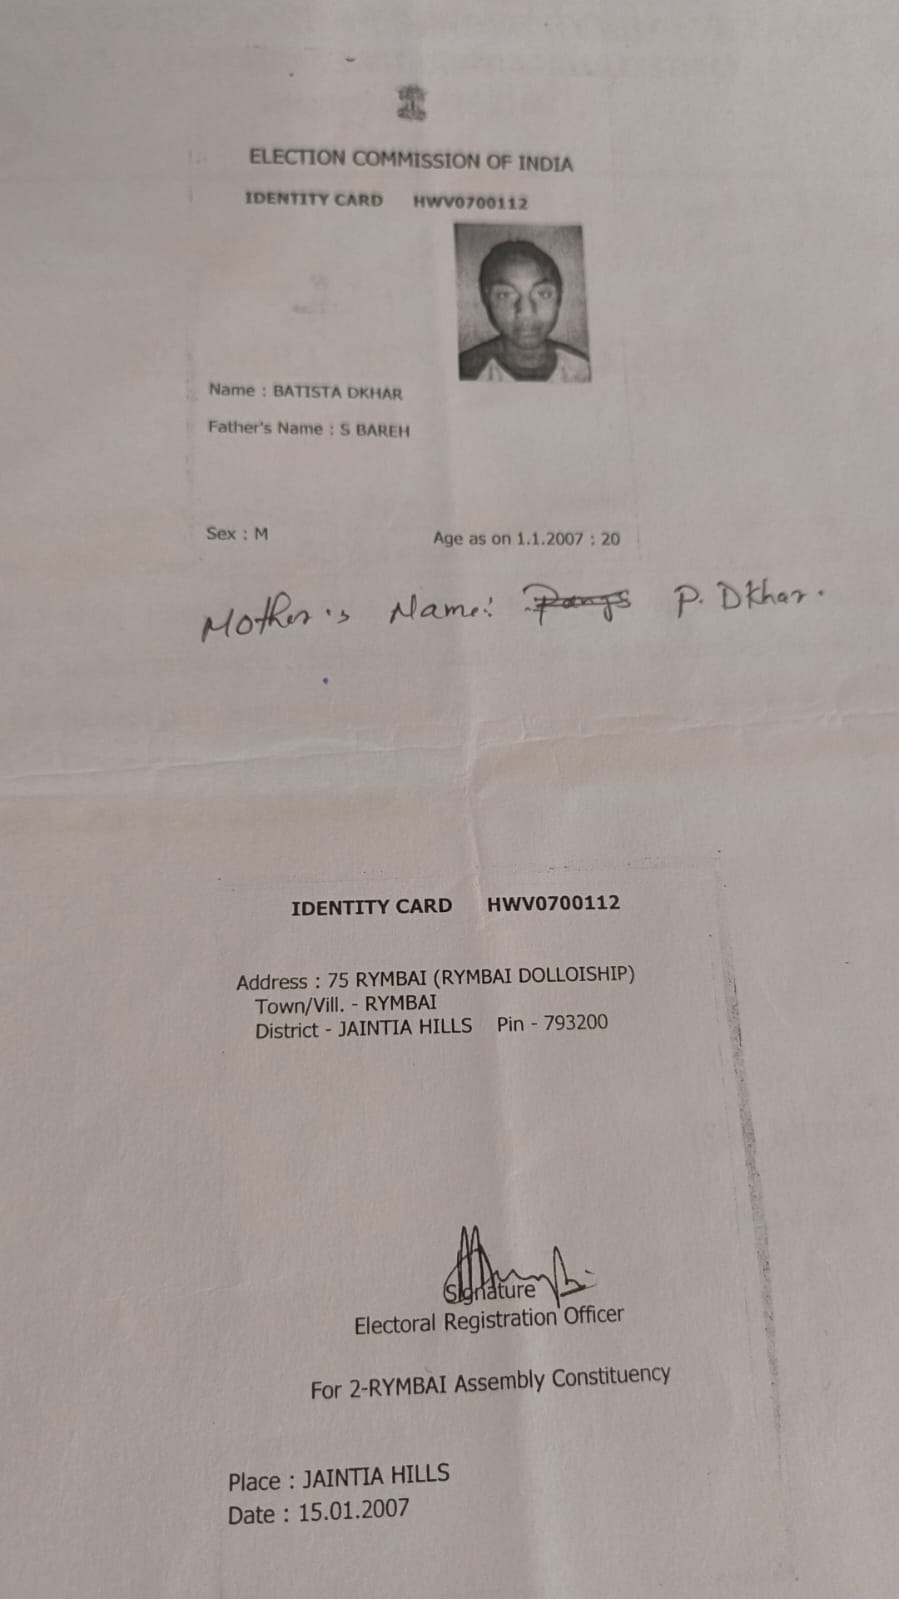 ELECTION COMMISSION OF INDIA
IDENTITY CARD HWV0700112
Name : BATISTA DKHAR
Father's Name : S BAREH
Sex : M Age as on 1.1.2007 : 20
Mother's Name: P. Dkhar.
IDENTITY CARD HWV0700112
Address : 75 RYMBAI (RYMBAI DOLLOISHIP)
Town/Vill. - RYMBAI
District - JAINTIA HILLS Pin - 793200
Signature
Electoral Registration Officer
For 2-RYMBAI Assembly Constituency
Place : JAINTIA HILLS
Date : 15.01.2007